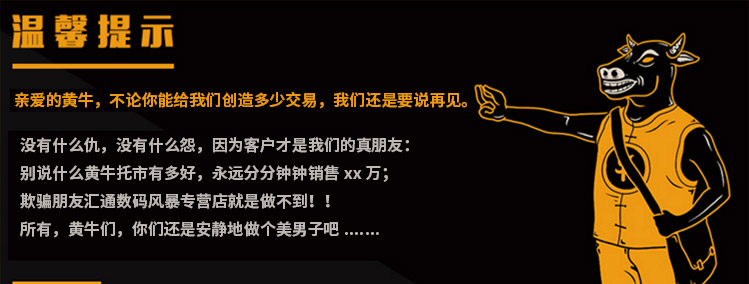 温馨提示
亲爱的黄牛，不论你能给我们创造多少交易，我们还是要说再见。
没有什么仇，没有什么怨，因为客户才是我们的真朋友：
别说什么黄牛托市有多好，永远分分钟钟销售 xx 万；
欺骗朋友汇通数码风暴专营店就是做不到！！
所有，黄牛们，你们还是安静地做个美男子吧 .......
牛